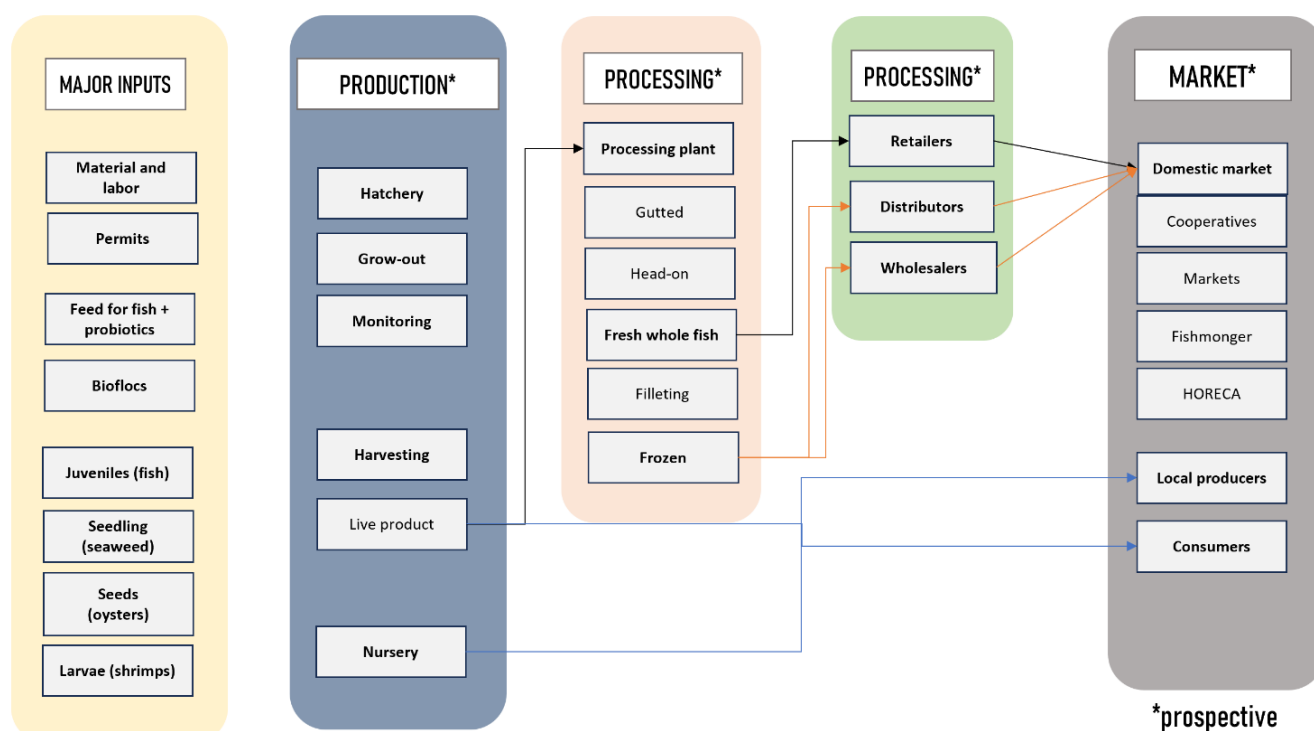 MAJOR INPUTS
Material and
labor
Permits
Feed for fish +
probiotics
Bioflocs
Juveniles (fish)
Seedling
(seaweed)
Seeds
(oysters)
Larvae (shrimps)
PRODUCTION*
Hatchery
Grow-out
Monitoring
Harvesting
Live product
Nursery
PROCESSING*
Processing plant
Gutted
Head-on
Fresh whole fish
Filleting
Frozen
PROCESSING*
Retailers
Distributors
Wholesalers
MARKET*
Domestic market
Cooperatives
Markets
Fishmonger
HORECA
Local producers
Consumers
*prospective